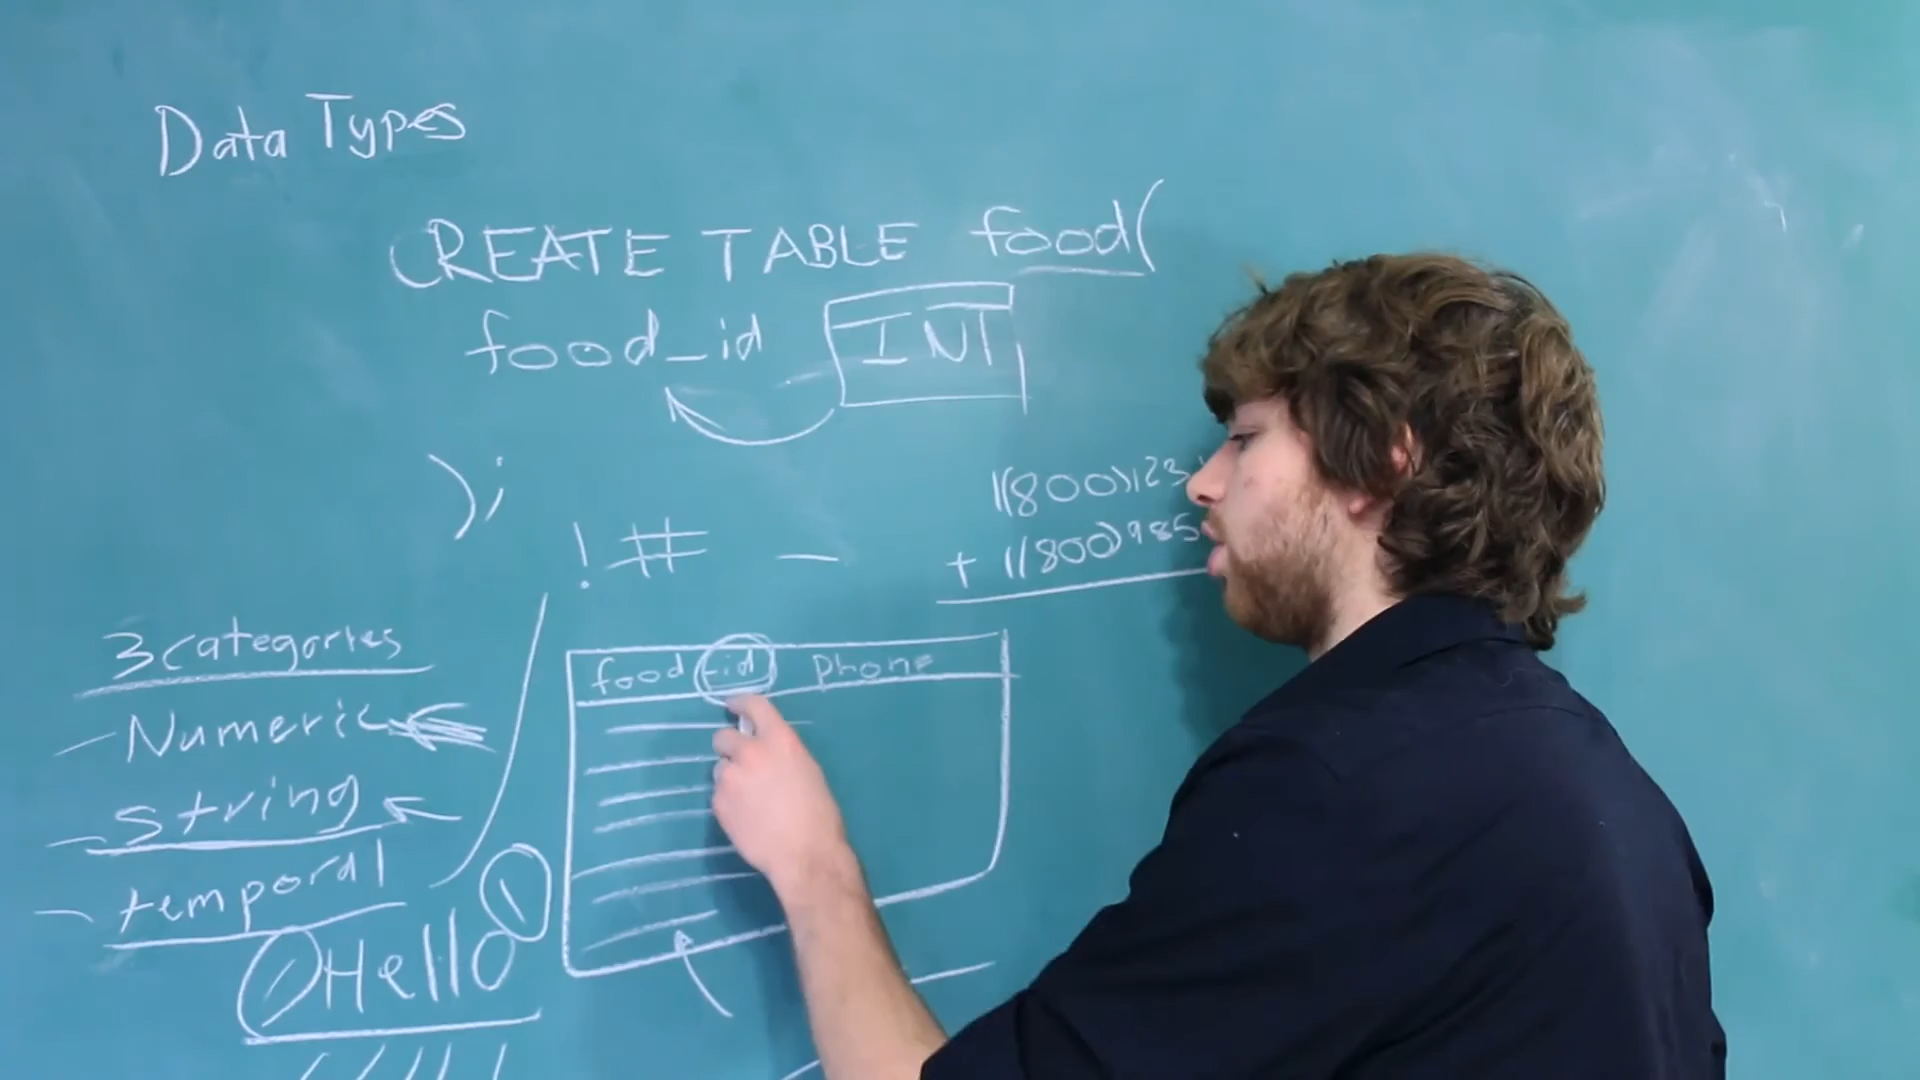 Data Types
CREATE TABLE food(
food_id INT
);
! # —
1(800)123
+ 1(800)985
3 categories
- Numeric
- string
- temporal
food_id phone
Hello